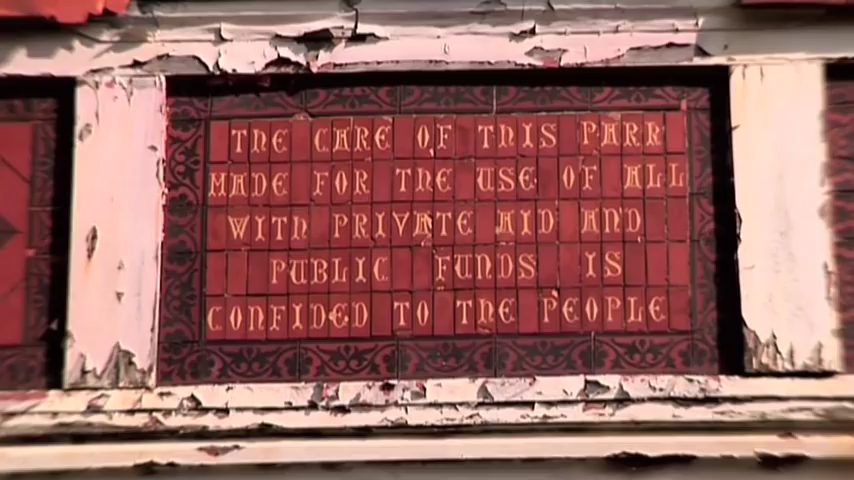 THE CARE OF THIS PARK
MADE FOR THE USE OF ALL
WITH PRIVATE AID AND
PUBLIC FUNDS IS
CONFIDED TO THE PEOPLE